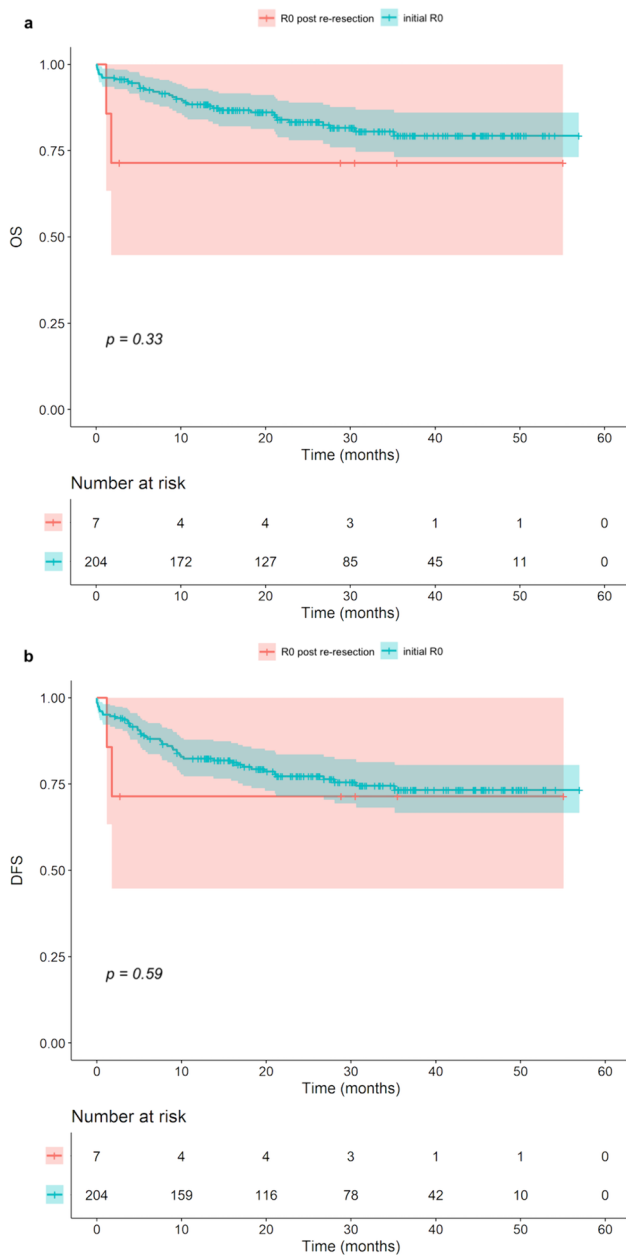 a
R0 post re-resection initial R0
1.00
0.75
0.50
0.25
0.00
OS
p = 0.33
0 10 20 30 40 50 60
Time (months)
Number at risk
7 4 4 3 1 1 0
204 172 127 85 45 11 0
0 10 20 30 40 50 60
Time (months)
b
R0 post re-resection initial R0
1.00
0.75
0.50
0.25
0.00
DFS
p = 0.59
0 10 20 30 40 50 60
Time (months)
Number at risk
7 4 4 3 1 1 0
204 159 116 78 42 10 0
0 10 20 30 40 50 60
Time (months)